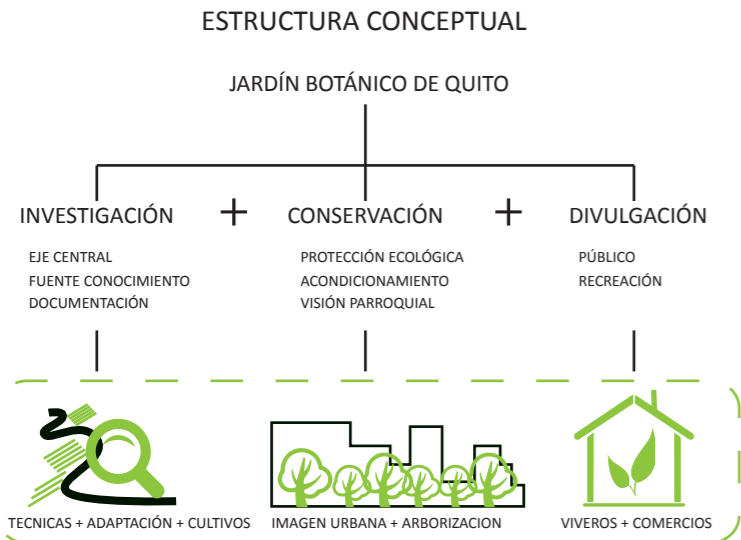 ESTRUCTURA CONCEPTUAL
JARDÍN BOTÁNICO DE QUITO
INVESTIGACIÓN + CONSERVACIÓN + DIVULGACIÓN
EJE CENTRAL
FUENTE CONOCIMIENTO
DOCUMENTACIÓN
PROTECCIÓN ECOLÓGICA
ACONDICIONAMIENTO
VISIÓN PARROQUIAL
PÚBLICO
RECREACIÓN
TECNICAS + ADAPTACIÓN + CULTIVOS
IMAGEN URBANA + ARBORIZACION
VIVEROS + COMERCIOS